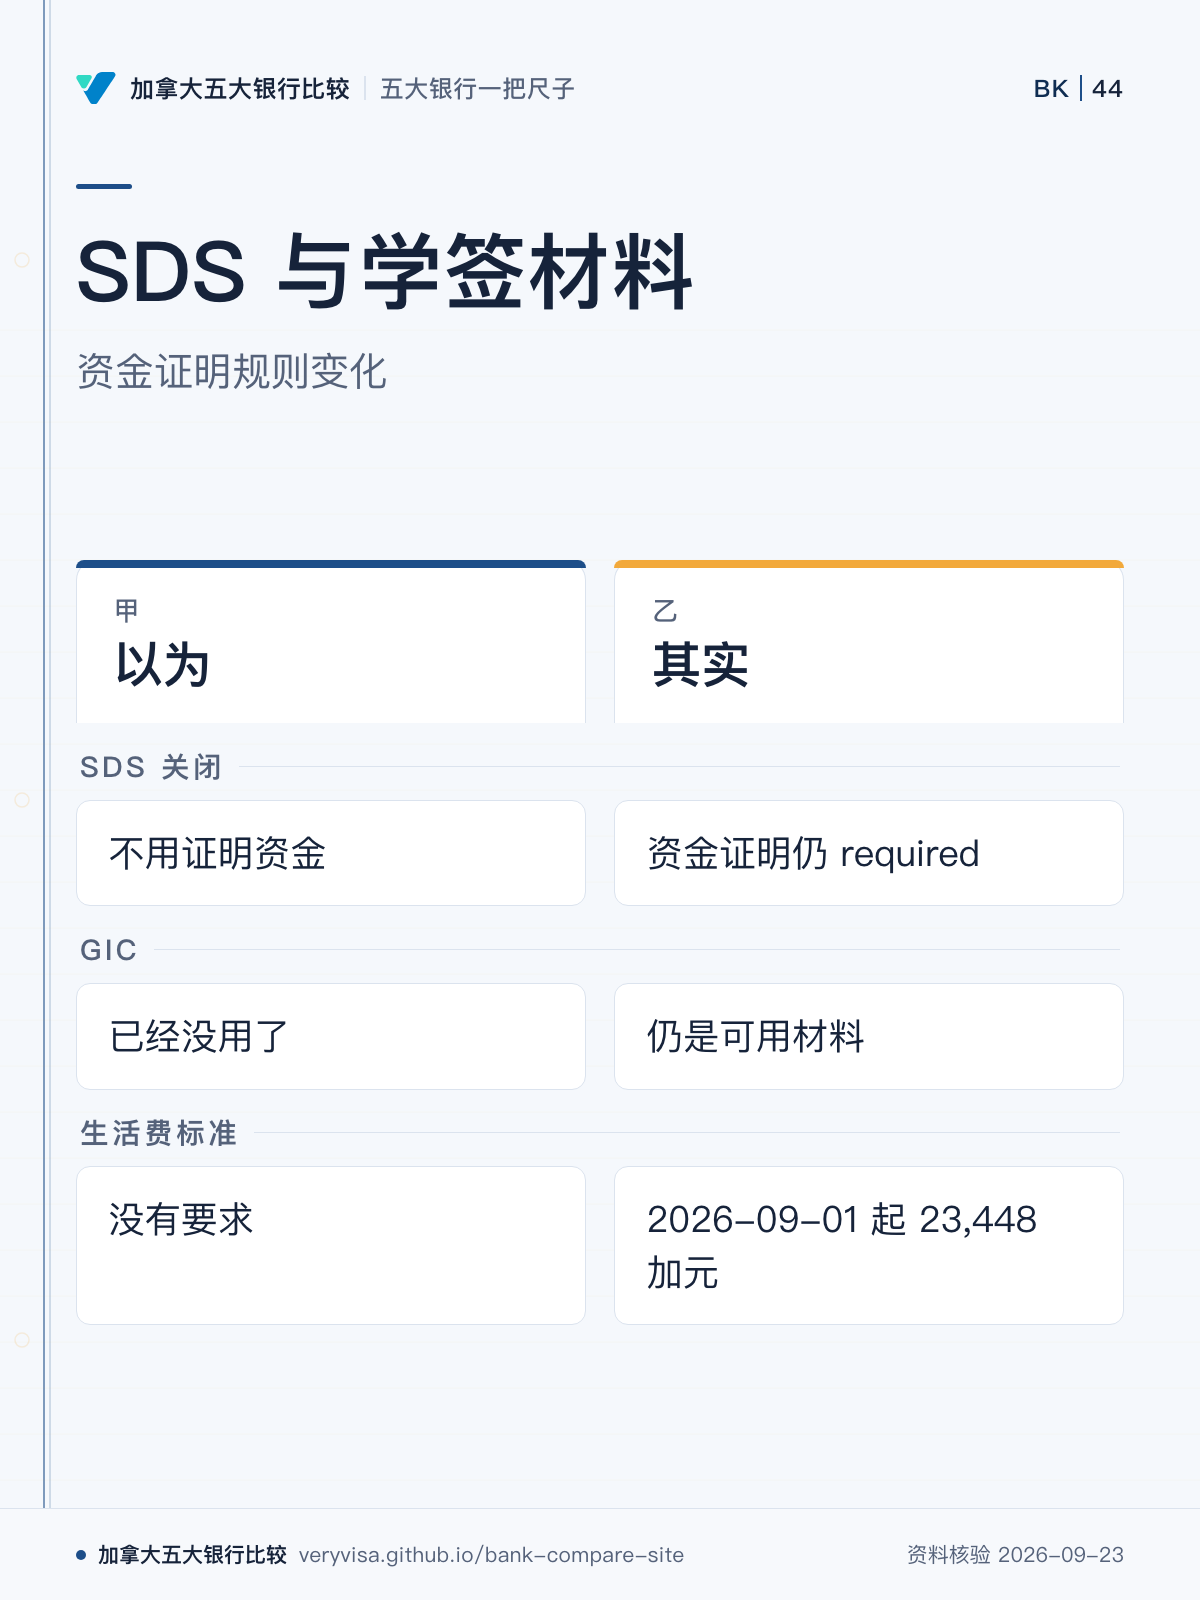 加拿大五大银行比较 五大银行一把尺子 BK 44
SDS 与学签材料
资金证明规则变化
甲 乙
以为 其实
SDS 关闭
不用证明资金 资金证明仍 required
GIC
已经没用了 仍是可用材料
生活费标准
没有要求 2026-09-01 起 23,448
加元
加拿大五大银行比较 veryvisa.github.io/bank-compare-site 资料核验 2026-09-23